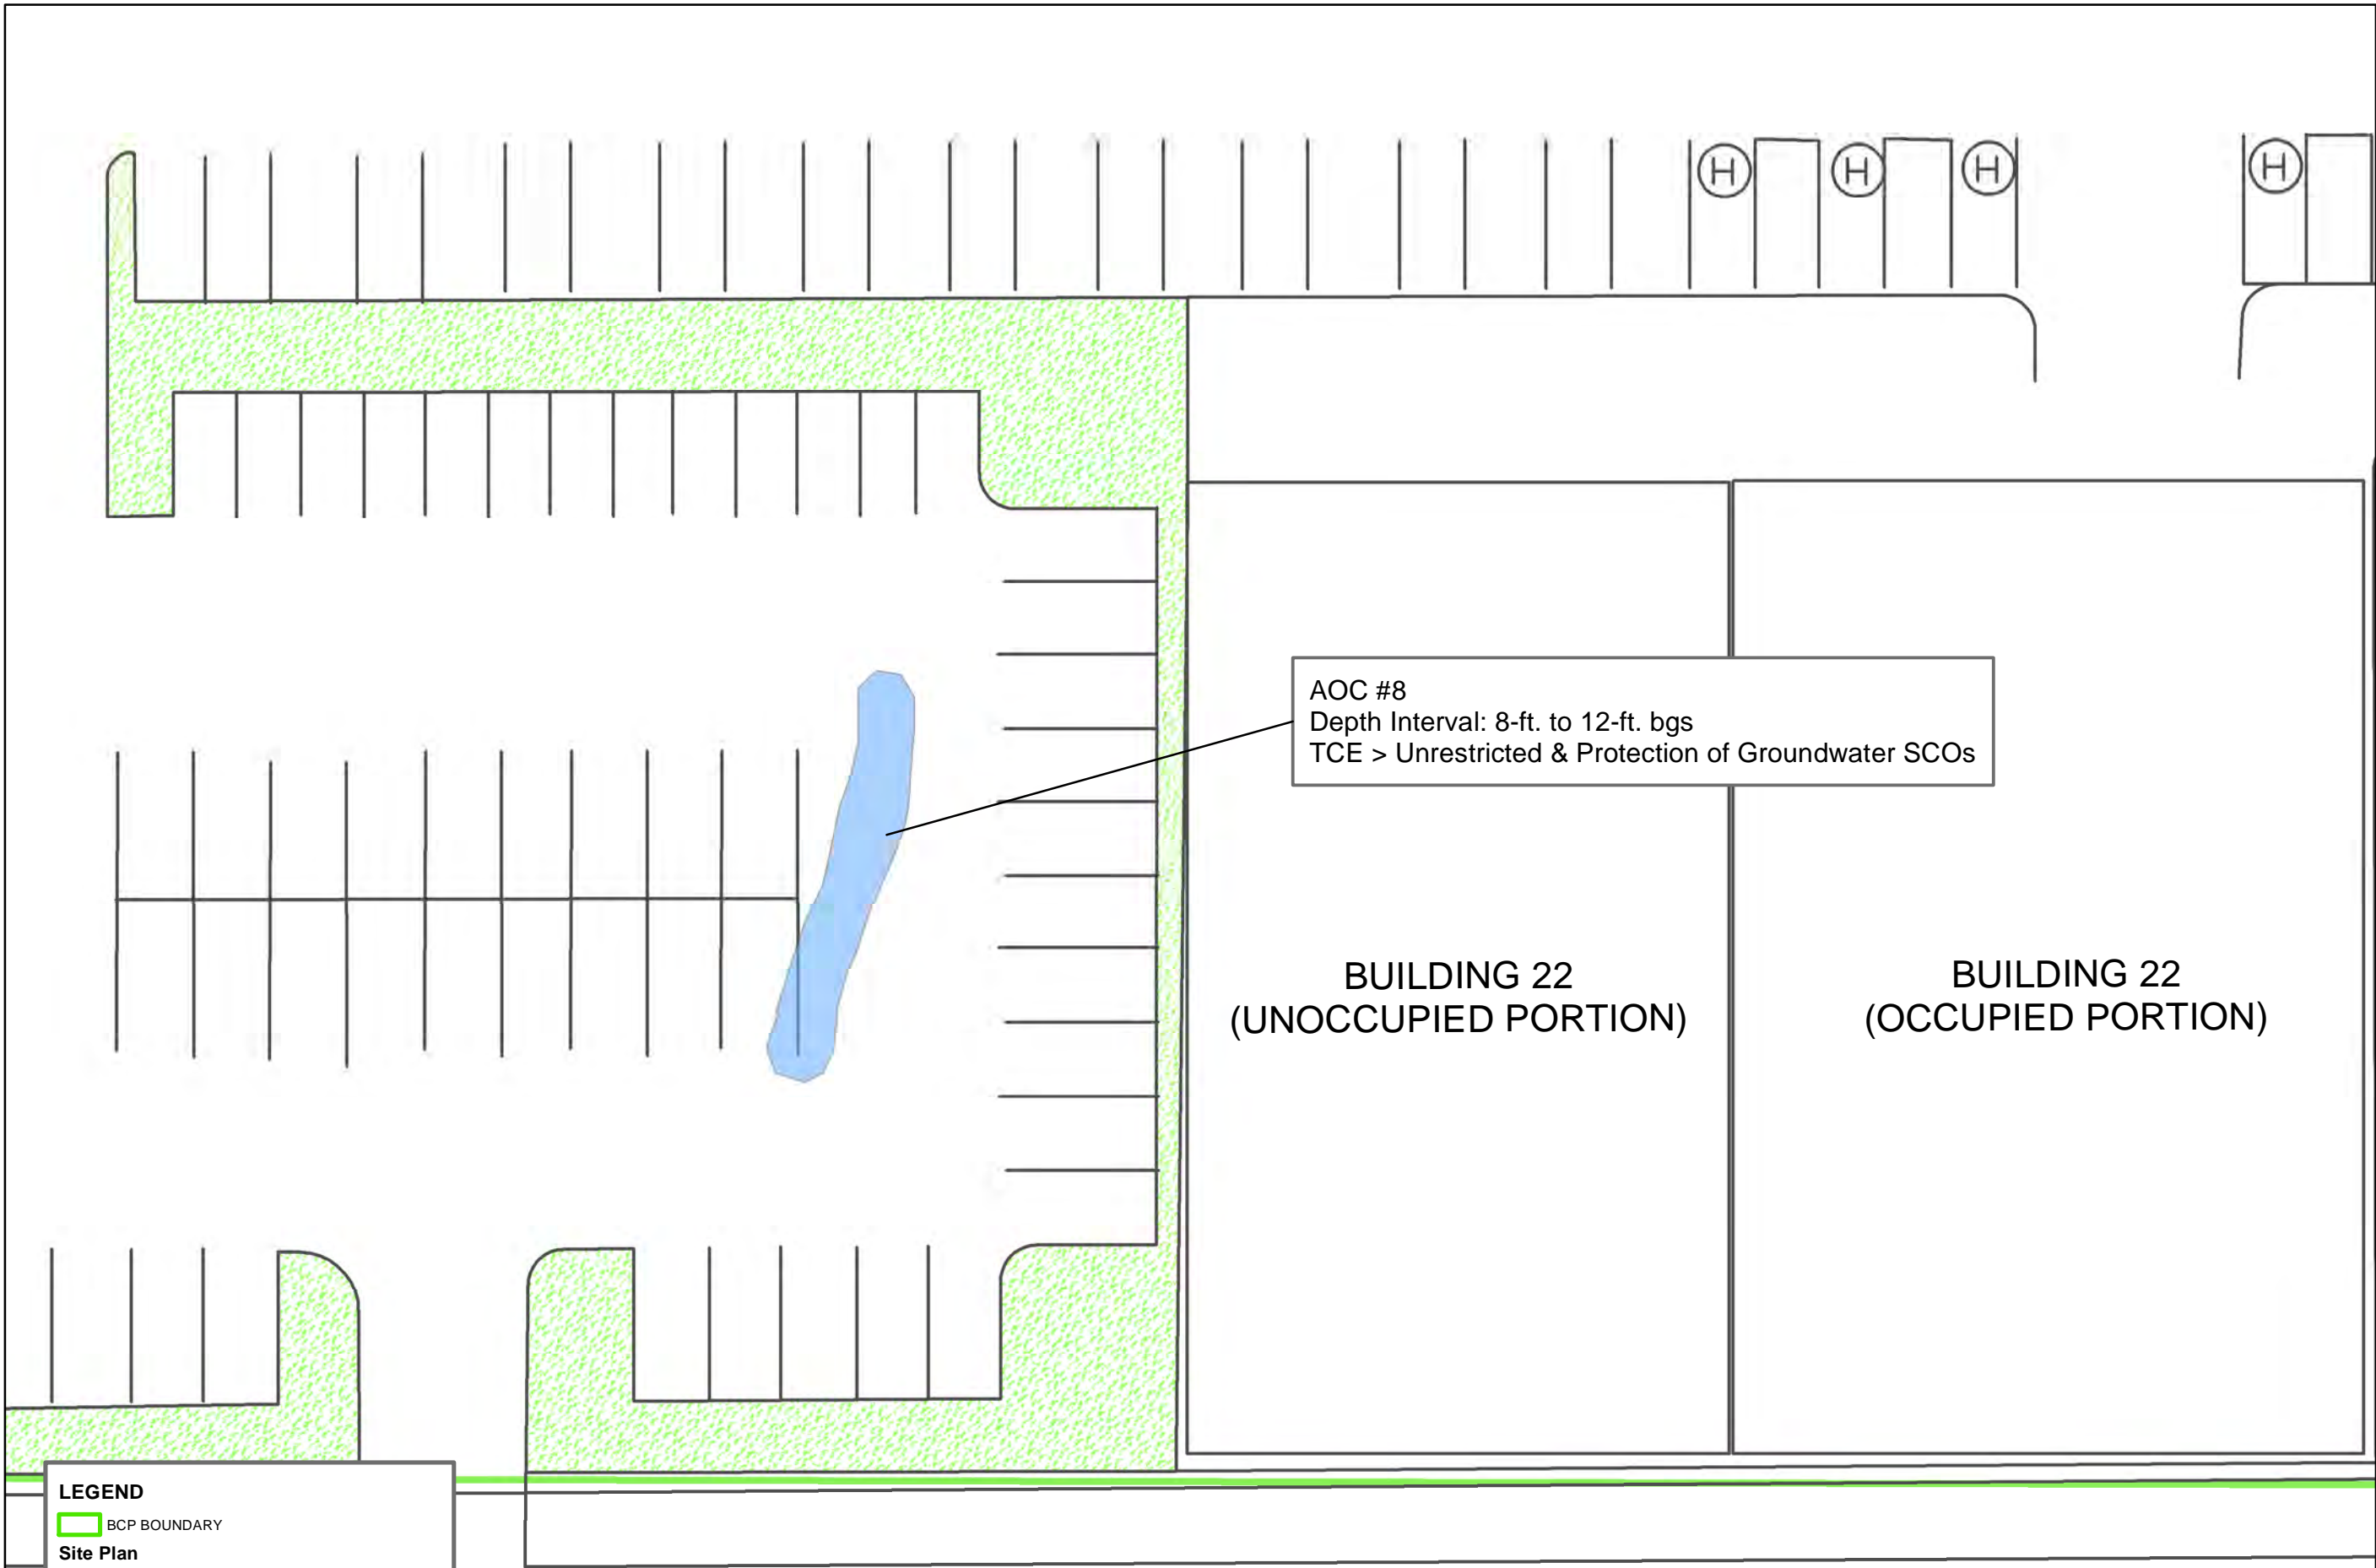 H
H
H
H
AOC #8
Depth Interval: 8-ft. to 12-ft. bgs
TCE > Unrestricted & Protection of Groundwater SCOs
BUILDING 22
(UNOCCUPIED PORTION)
BUILDING 22
(OCCUPIED PORTION)
LEGEND
BCP BOUNDARY
Site Plan